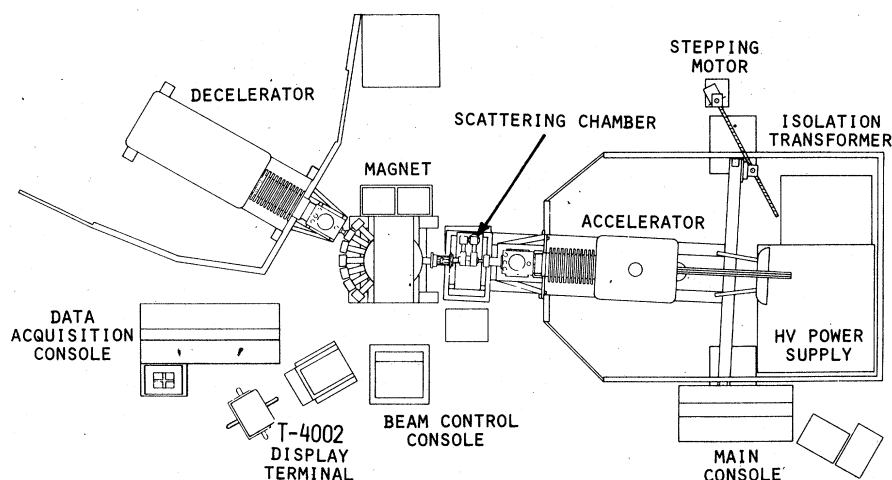 STEPPING
MOTOR
DECELERATOR
SCATTERING CHAMBER
ISOLATION
TRANSFORMER
MAGNET
ACCELERATOR
DATA
ACQUISITION
CONSOLE
HV POWER
SUPPLY
BEAM CONTROL
CONSOLE
T-4002
DISPLAY
TERMINAL
MAIN
CONSOLE